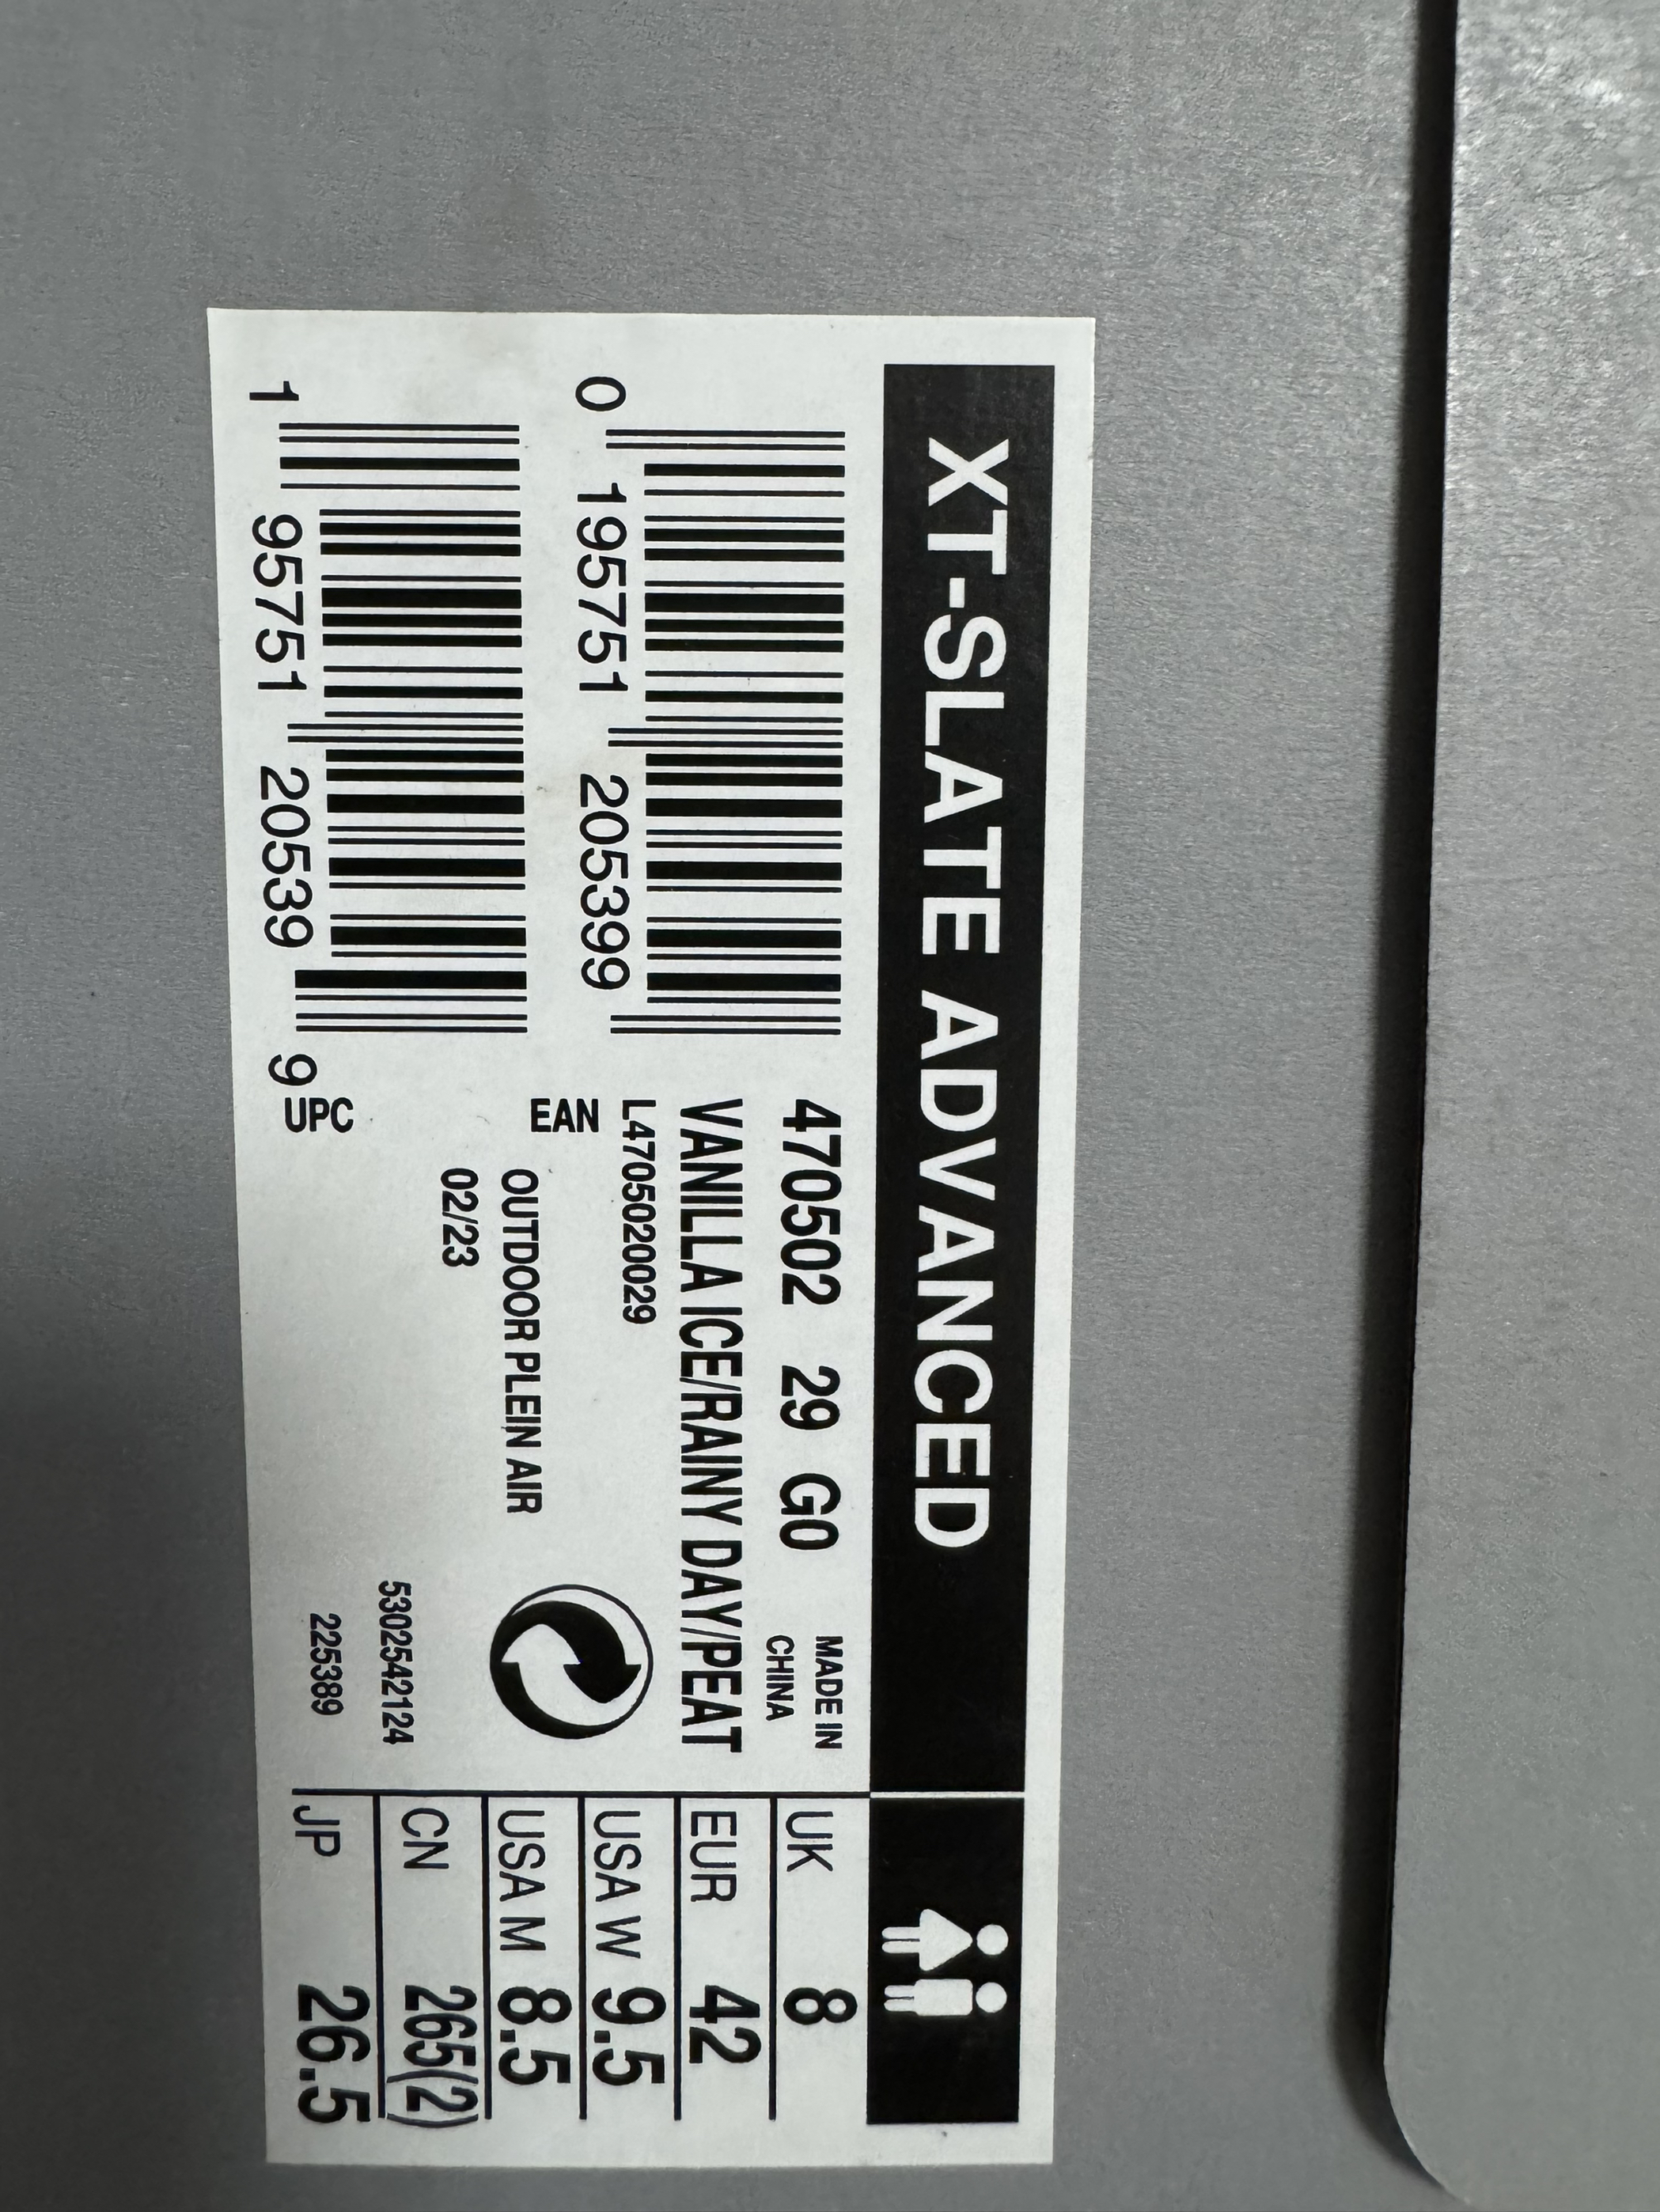 XT-SLATE ADVANCED
0 195751 205399
EAN
1 95751 20539 9
UPC
470502 29 G0
MADE IN
CHINA
VANILLA ICE/RAINY DAY/PEAT
L47050200029
OUTDOOR PLEIN AIR
02/23
5302542124
225389
UK 8
EUR 42
USA W 9.5
USA M 8.5
CN 265(2)
JP 26.5